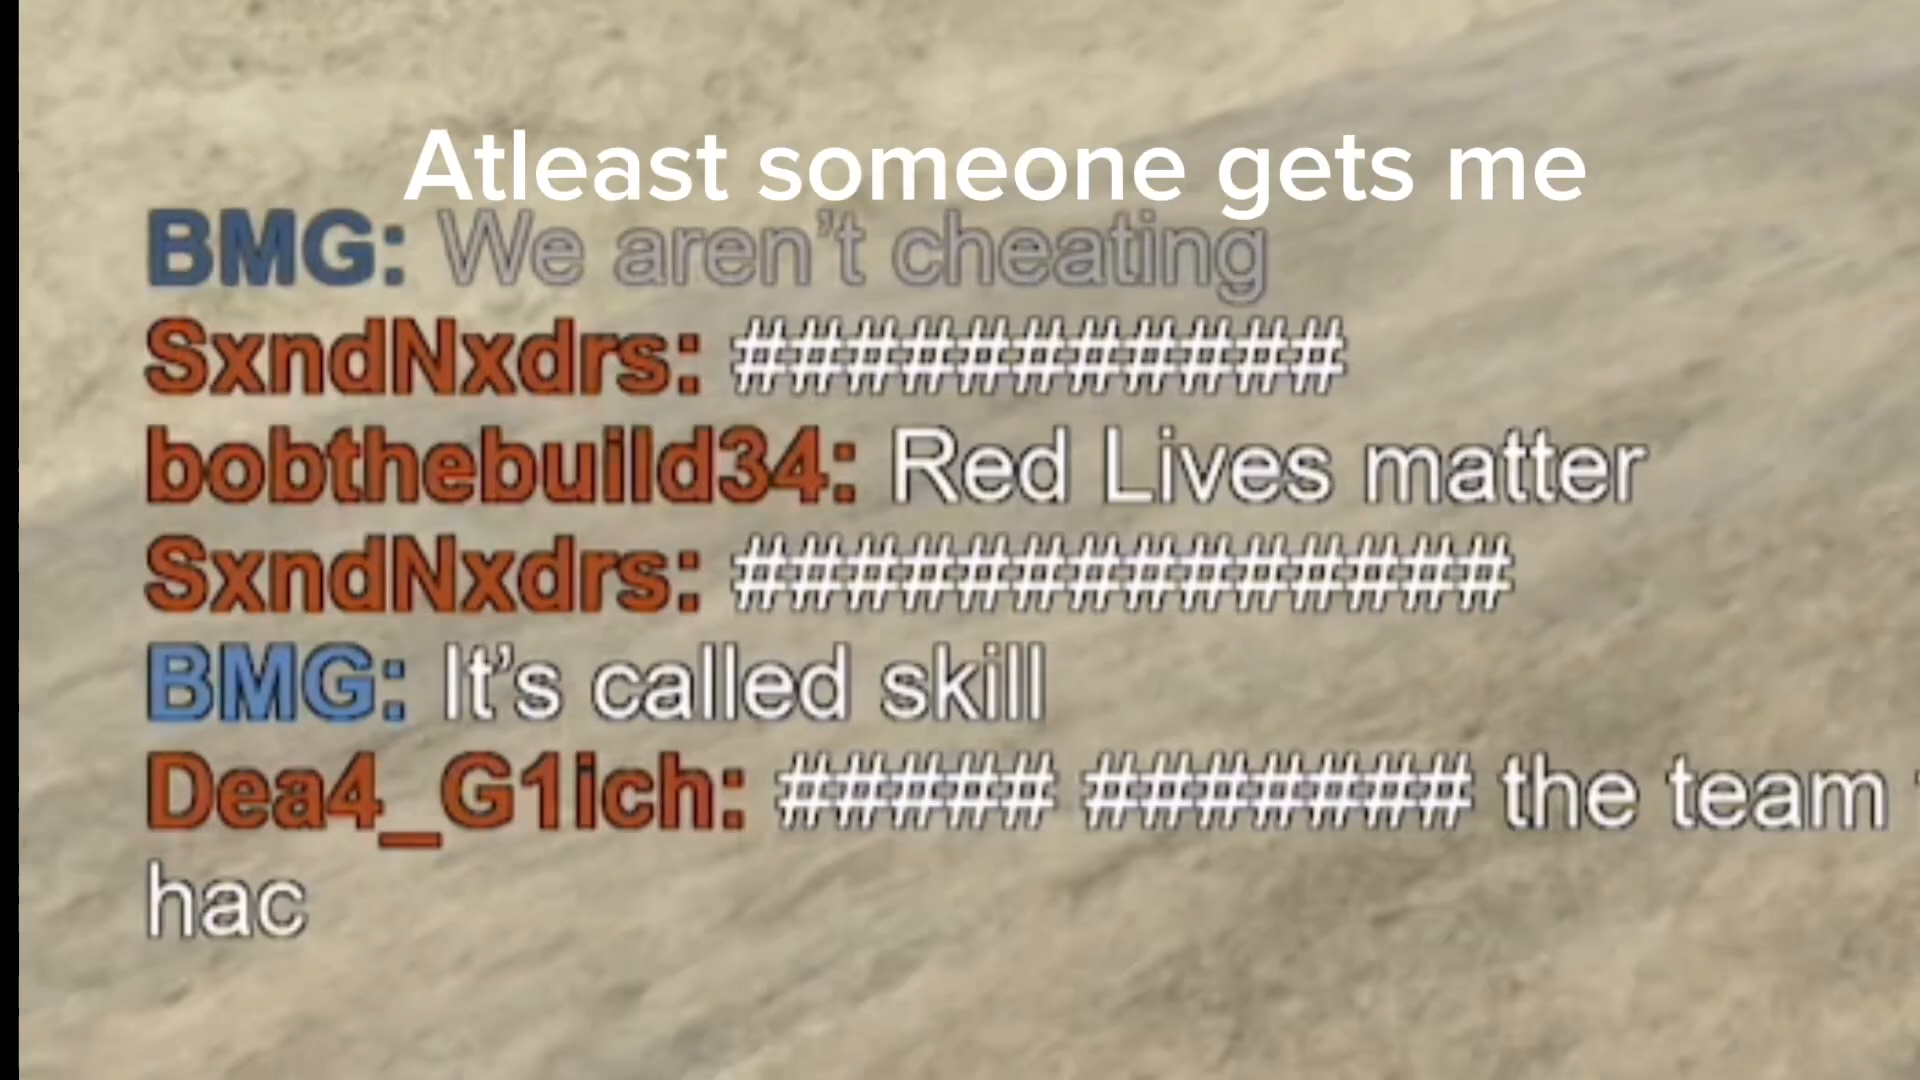 Atleast someone gets me
BMG: We aren't cheating
SxndNxdrs: ###########
bobthebuild34: Red Lives matter
SxndNxdrs: ##############
BMG: It's called skill
Dea4_G1ich: ##### ####### the team
hac